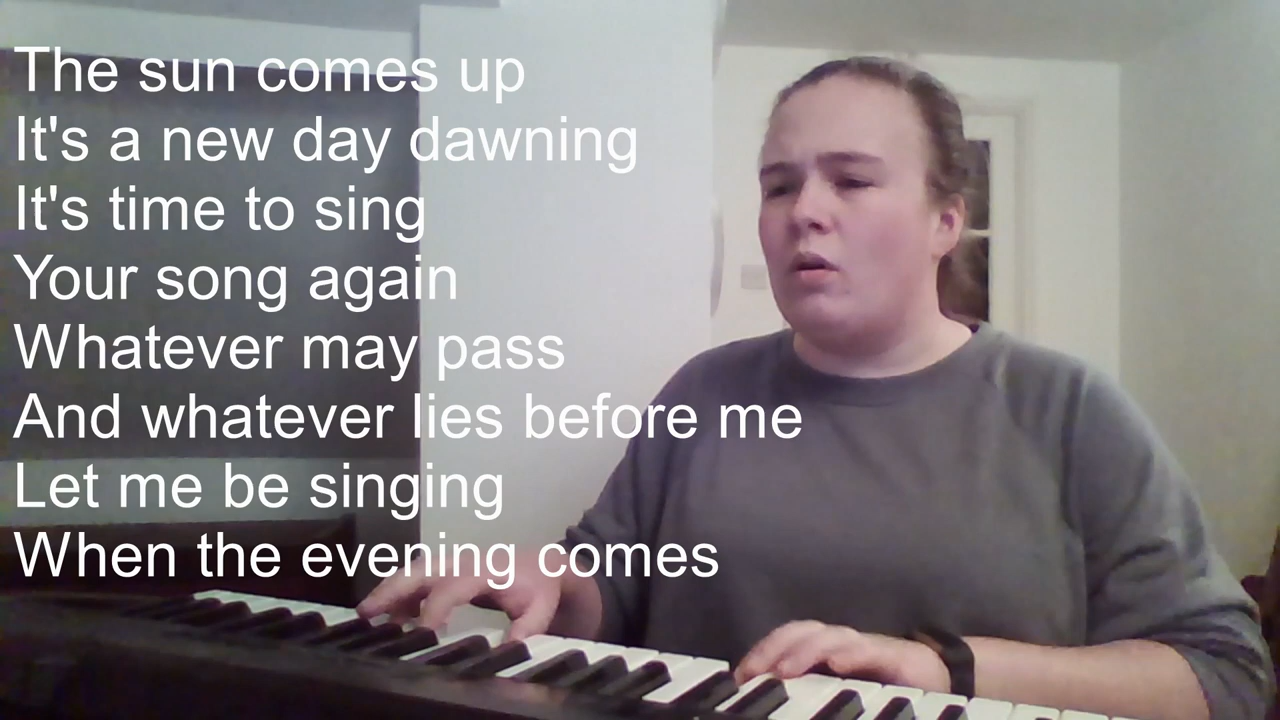 The sun comes up
It's a new day dawning
It's time to sing
Your song again
Whatever may pass
And whatever lies before me
Let me be singing
When the evening comes